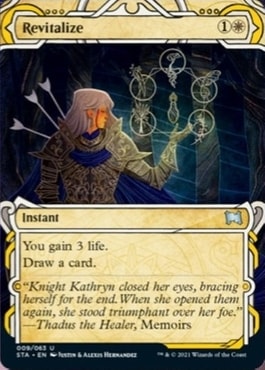 Revitalize 1
Instant
You gain 3 life.
Draw a card.
“Knight Kathryn closed her eyes, bracing
herself for the end. When she opened them
again, she stood triumphant over her foe.”
—Thadus the Healer, Memoirs
009/063 U
STA • EN Justin & Alexis Hernandez
™ & © 2021 Wizards of the Coast